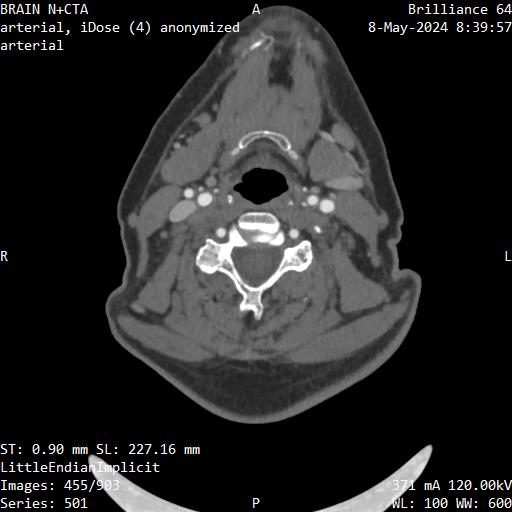 BRAIN N+CTA A Brilliance 64
arterial, iDose (4) anonymized 8-May-2024 8:39:57
arterial
R L
ST: 0.90 mm SL: 227.16 mm
LittleEndianImplicit
Images: 455/903 371 mA 120.00kV
Series: 501 P WL: 100 WW: 600